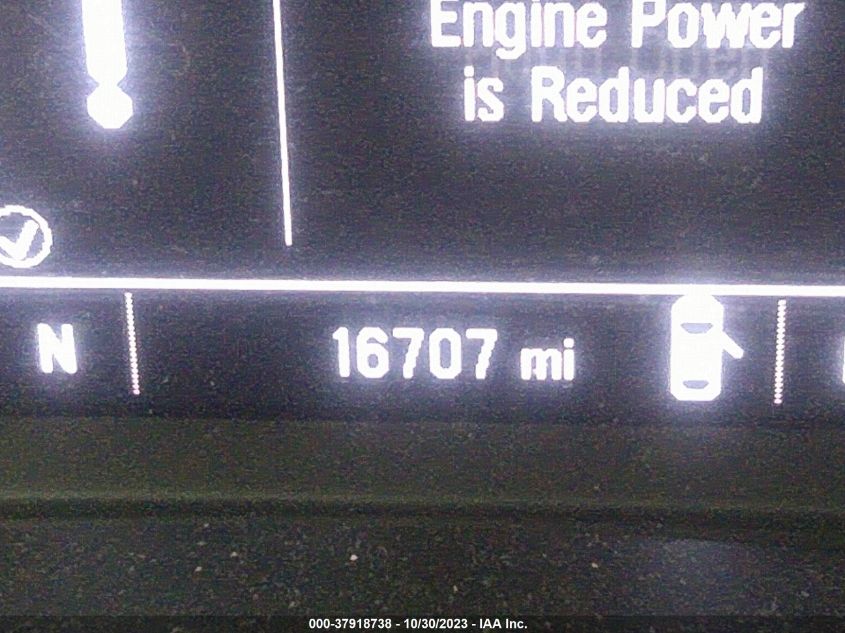 Engine Power
is Reduced
N
16707 mi
000-37918738 - 10/30/2023 - IAA Inc.